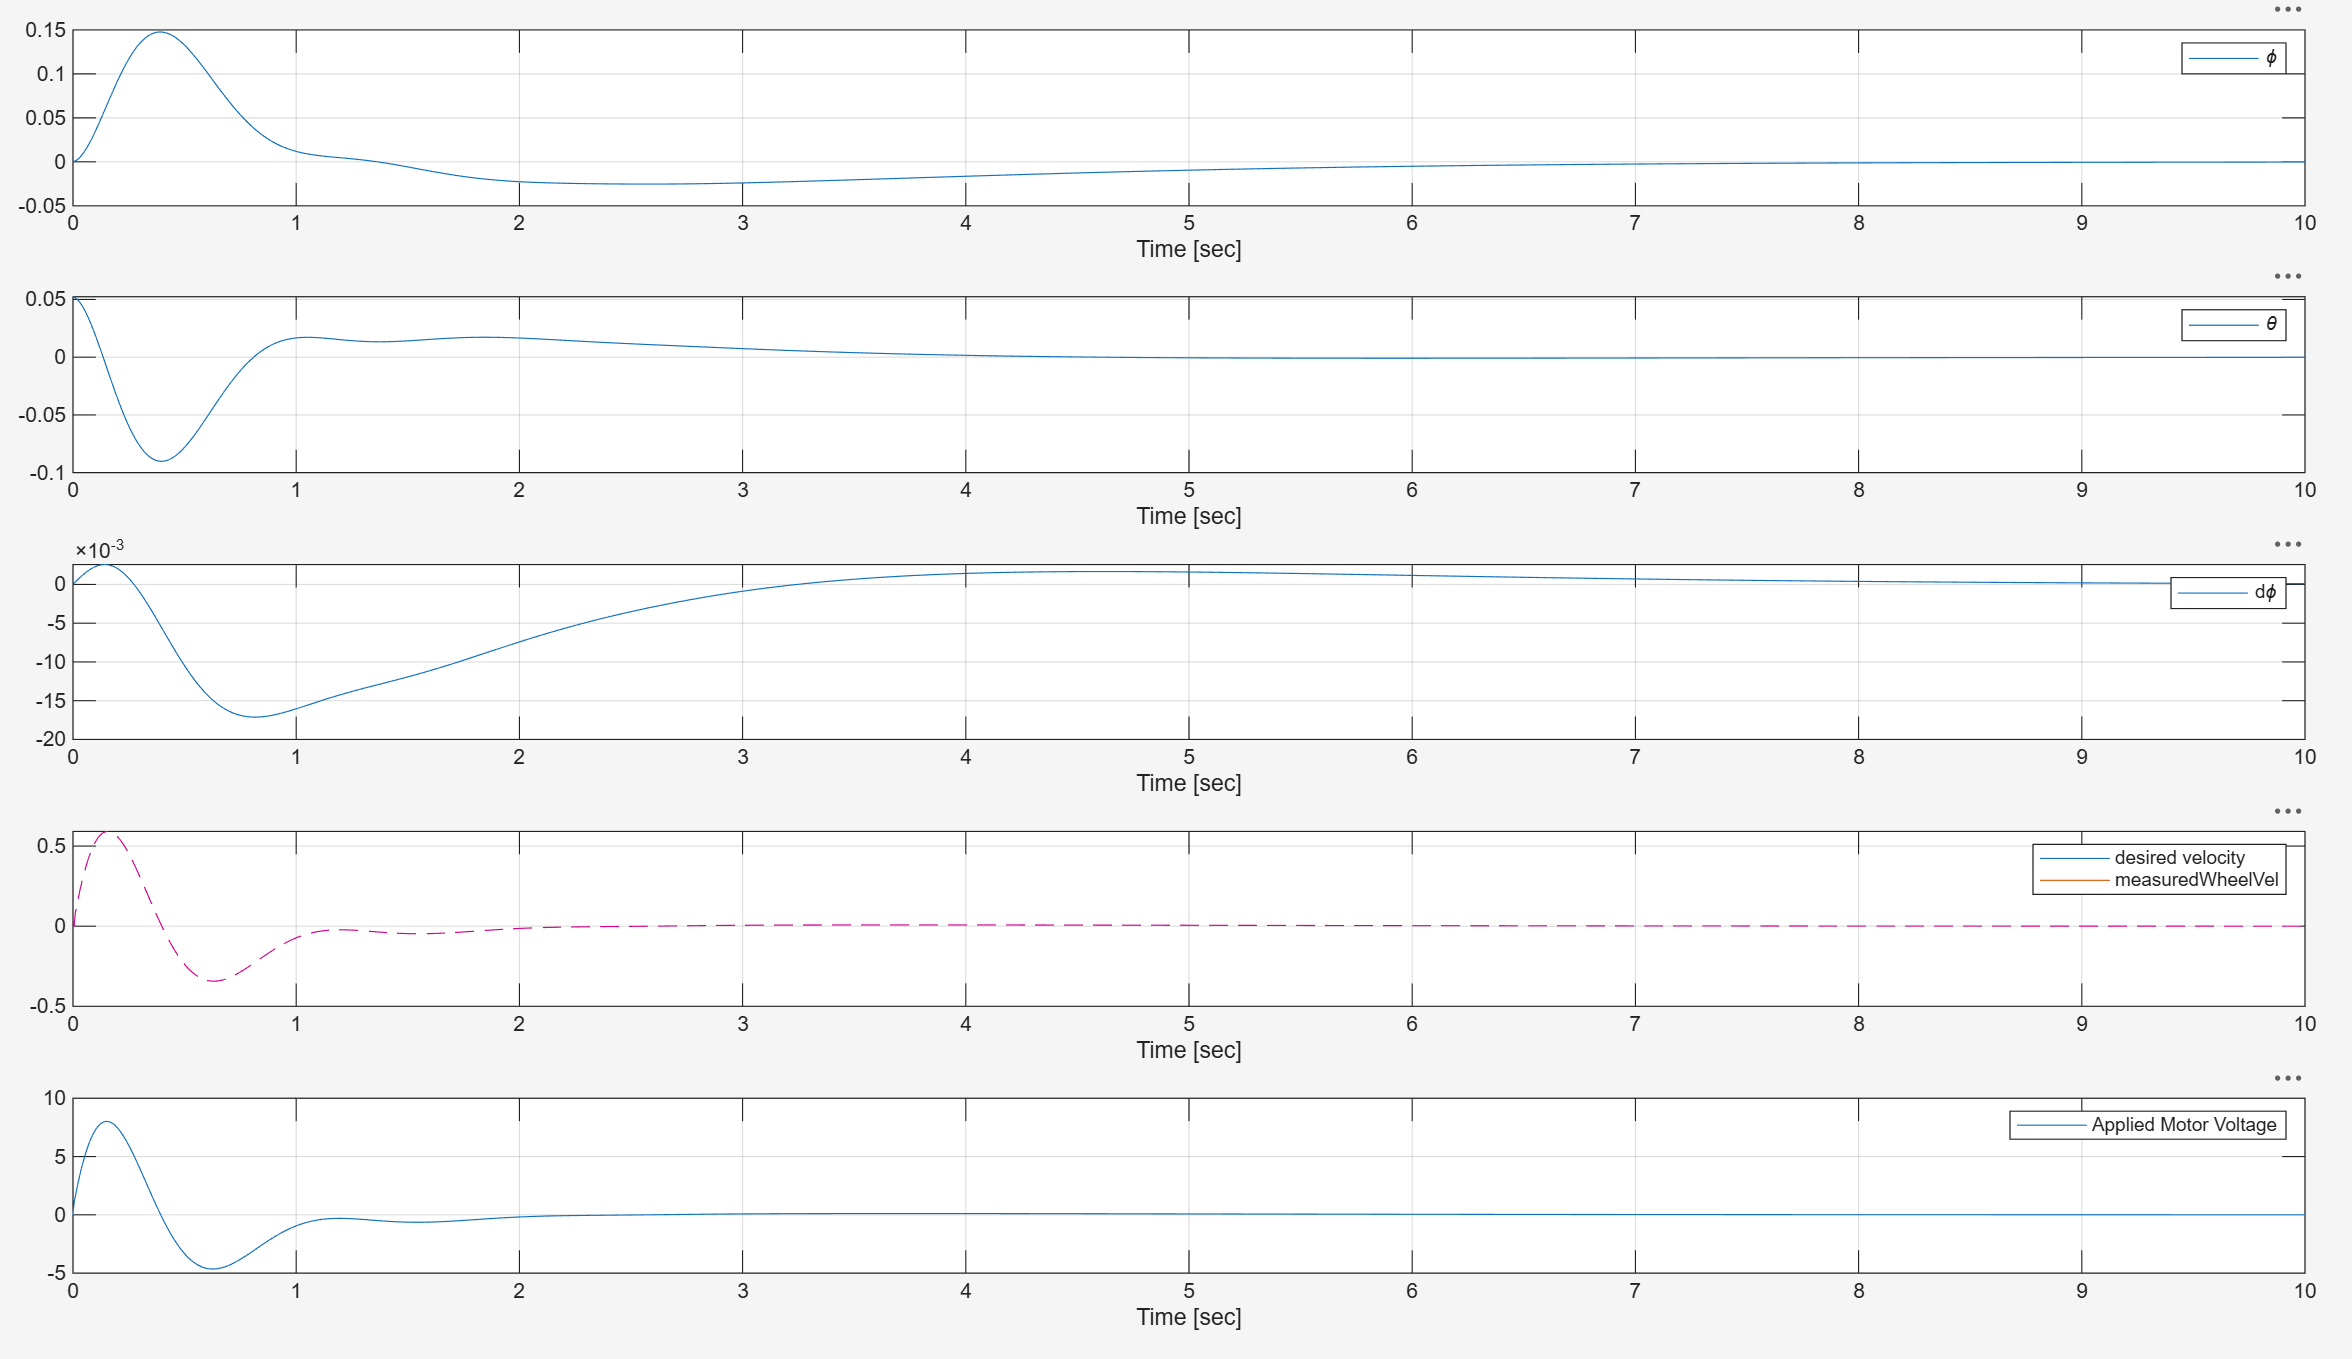 0.15
0.1
0.05
0
-0.05
ϕ
0 1 2 3 4 5 6 7 8 9 10
Time [sec]
0.05
0
-0.05
-0.1
θ
0 1 2 3 4 5 6 7 8 9 10
Time [sec]
×10-3
0
-5
-10
-15
-20
dϕ
0 1 2 3 4 5 6 7 8 9 10
Time [sec]
0.5
0
-0.5
desired velocity
measuredWheelVel
0 1 2 3 4 5 6 7 8 9 10
Time [sec]
10
5
0
-5
Applied Motor Voltage
0 1 2 3 4 5 6 7 8 9 10
Time [sec]